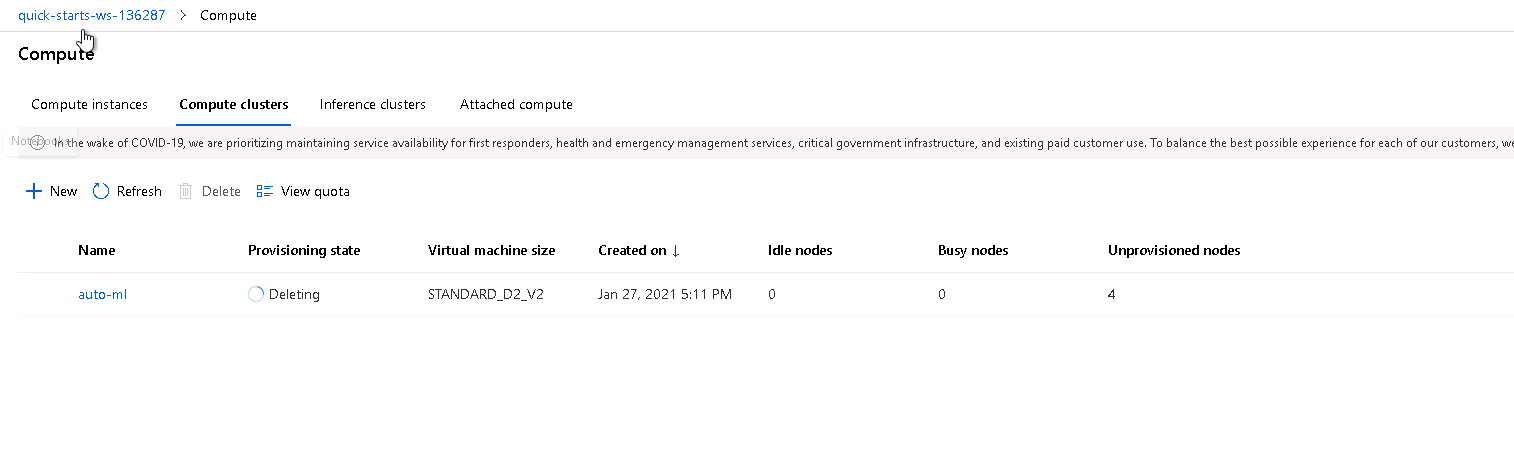 quick-starts-ws-136287 > Compute
Compute
Compute instances Compute clusters Inference clusters Attached compute
Notebooks
In the wake of COVID-19, we are prioritizing maintaining service availability for first responders, health and emergency management services, critical government infrastructure, and existing paid customer use. To balance the best possible experience for each of our customers, we
New Refresh Delete View quota
Name Provisioning state Virtual machine size Created on ↓ Idle nodes Busy nodes Unprovisioned nodes
auto-ml Deleting STANDARD_D2_V2 Jan 27, 2021 5:11 PM 0 0 4